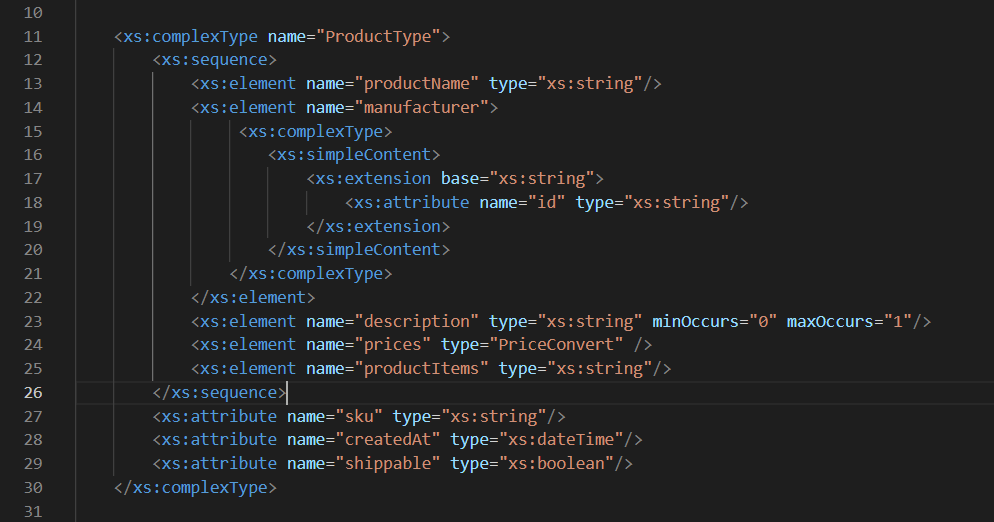 10
11 <xs:complexType name="ProductType">
12 <xs:sequence>
13 <xs:element name="productName" type="xs:string"/>
14 <xs:element name="manufacturer">
15 <xs:complexType>
16 <xs:simpleContent>
17 <xs:extension base="xs:string">
18 <xs:attribute name="id" type="xs:string"/>
19 </xs:extension>
20 </xs:simpleContent>
21 </xs:complexType>
22 </xs:element>
23 <xs:element name="description" type="xs:string" minOccurs="0" maxOccurs="1"/>
24 <xs:element name="prices" type="PriceConvert" />
25 <xs:element name="productItems" type="xs:string"/>
26 </xs:sequence>
27 <xs:attribute name="sku" type="xs:string"/>
28 <xs:attribute name="createdAt" type="xs:dateTime"/>
29 <xs:attribute name="shippable" type="xs:boolean"/>
30 </xs:complexType>
31